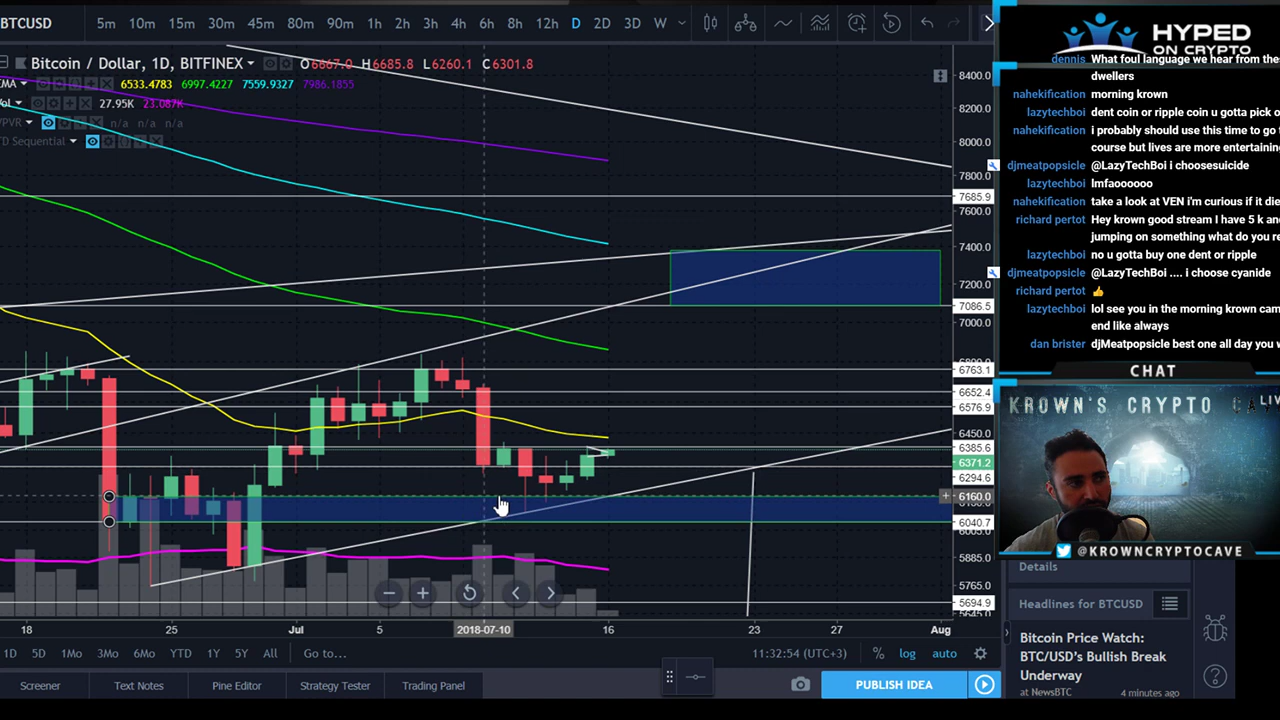 BTCUSD 5m 10m 15m 30m 45m 80m 90m 1h 2h 3h 4h 6h 8h 12h D 2D 3D W
Bitcoin / Dollar, 1D, BITFINEX O6667.0 H6685.8 L6260.1 C6301.8
EMA 6533.4783 6997.4227 7559.9327 7986.1855
Vol 27.95K 23.087K
VPVR n/a n/a n/a
TD Sequential
8400.0
8200.0
8000.0
7800.0
7685.9
7600.0
7400.0
7200.0
7086.5
7000.0
6763.1
6652.4
6576.9
6450.0
6385.6
6371.2
6294.6
6160.0
6040.7
5885.0
5765.0
5694.9
18 25 Jul 5 2018-07-10 16 23 27 Aug
1D 5D 1Mo 3Mo 6Mo YTD 1Y 5Y All Go to... 11:32:54 (UTC+3) % log auto
Screener Text Notes Pine Editor Strategy Tester Trading Panel PUBLISH IDEA
HYPED
ON CRYPTO
dennis What foul language we hear from these
dwellers
nahekification morning krown
lazytechboi dent coin or ripple coin u gotta pick o
nahekification i probably should use this time to go
course but lives are more entertaining
djmeatpopsicle @LazyTechBoi i choosesuicide
lazytechboi lmfaoooooo
nahekification take a look at VEN i'm curious if it die
richard pertot Hey krown good stream I have 5 k an
jumping on something what do you re
lazytechboi no u gotta buy one dent or ripple
djmeatpopsicle @LazyTechBoi .... i choose cyanide
richard pertot 👍
lazytechboi lol see you in the morning krown cam
end like always
dan brister djMeatpopsicle best one all day you w
CHAT
KROWN'S CRYPTO CAVE
LIV
@KROWNCRYPTOCAVE
Details
Headlines for BTCUSD
Bitcoin Price Watch:
BTC/USD's Bullish Break
Underway
at NewsBTC 4 minutes ago